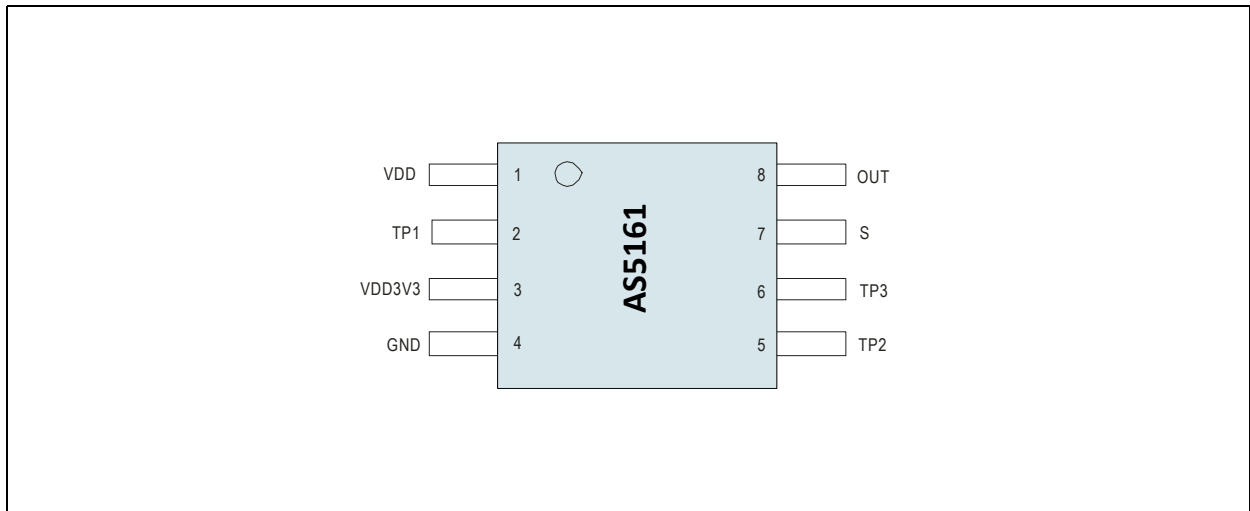 VDD 1 8 OUT
TP1 2 7 S
VDD3V3 3 6 TP3
GND 4 5 TP2
AS5161